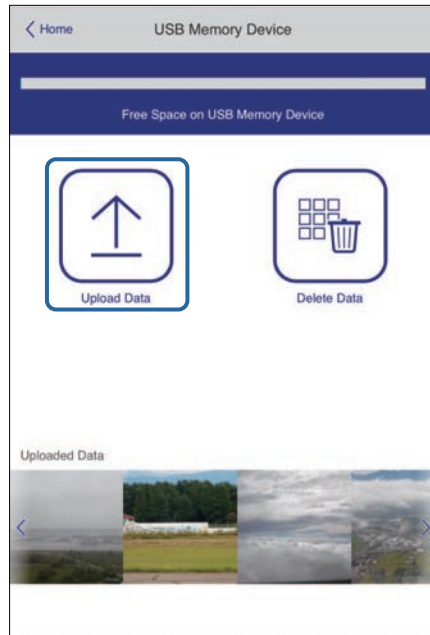 Home
USB Memory Device
Free Space on USB Memory Device
Upload Data
Delete Data
Uploaded Data